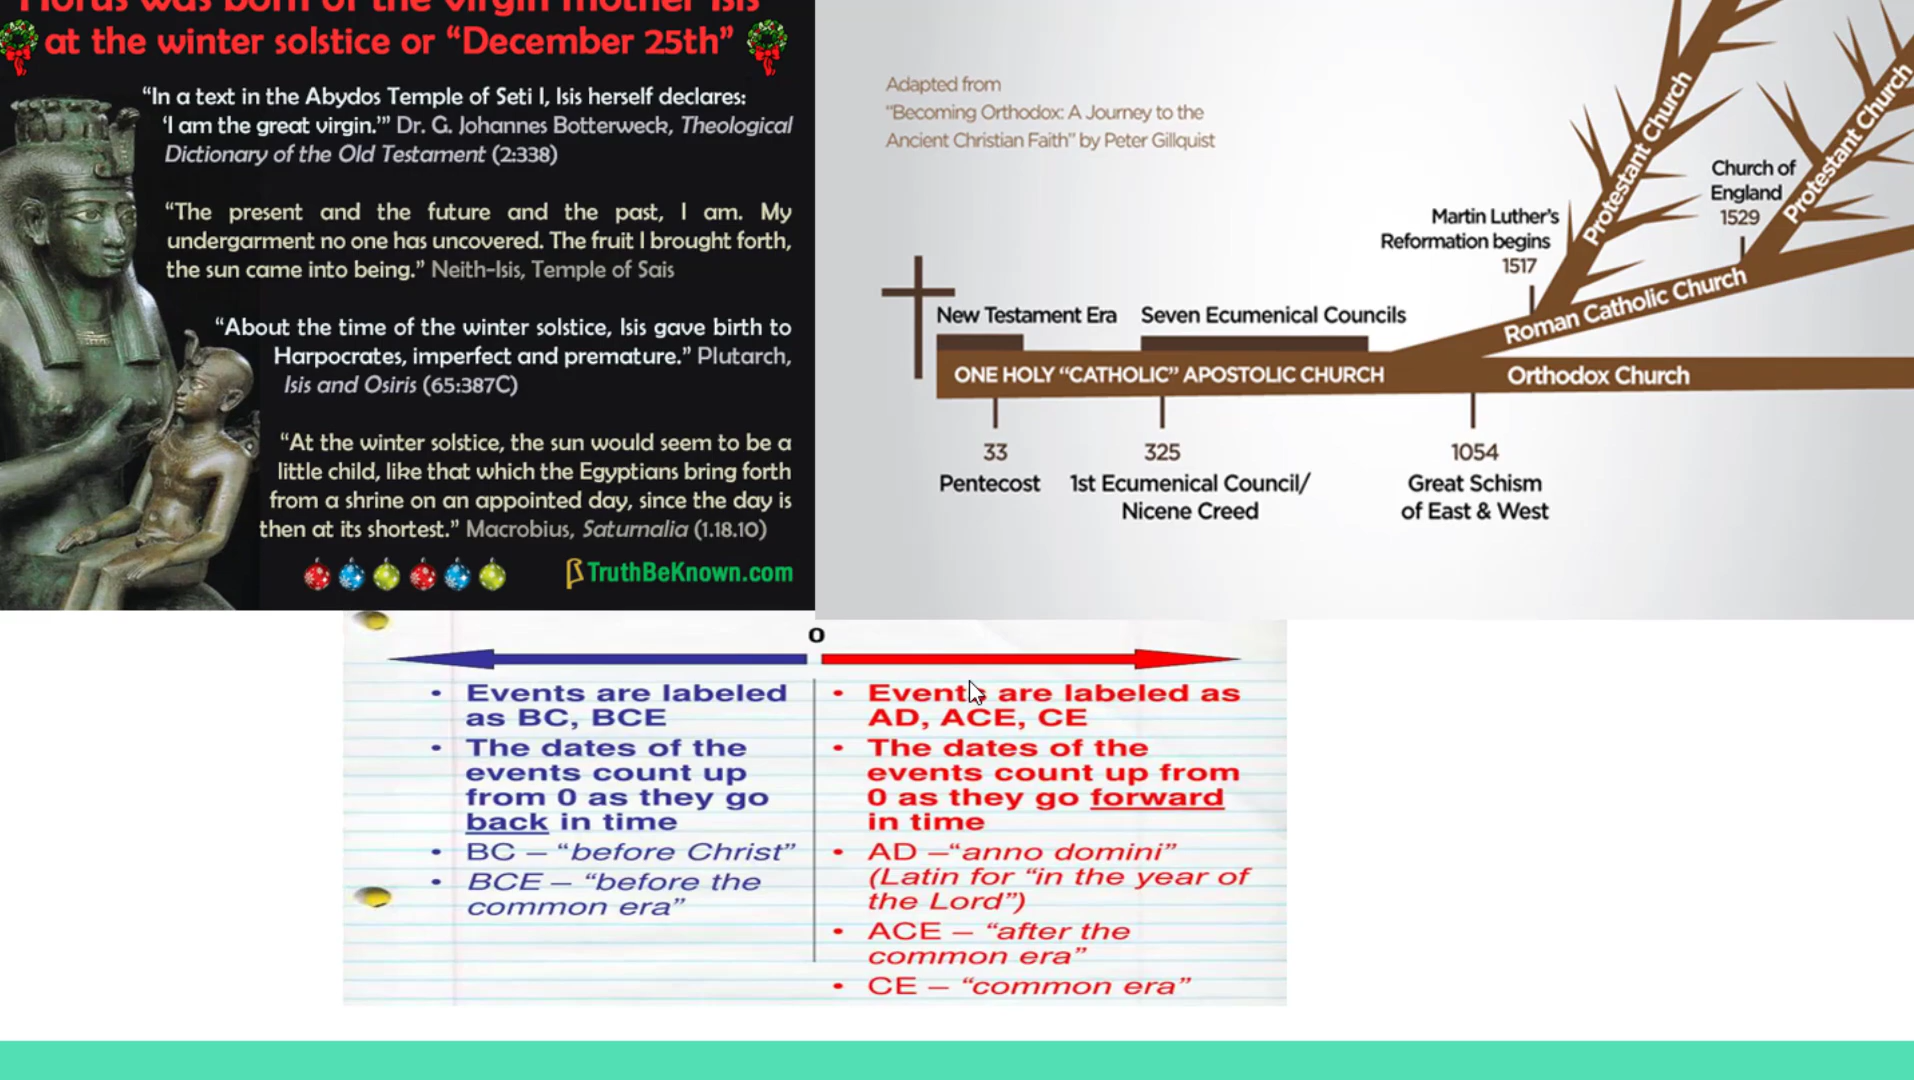 Horus was born of the virgin mother Isis
at the winter solstice or “December 25th”
“In a text in the Abydos Temple of Seti I, Isis herself declares:
‘I am the great virgin.’” Dr. G. Johannes Botterweck, Theological
Dictionary of the Old Testament (2:338)
“The present and the future and the past, I am. My
undergarment no one has uncovered. The fruit I brought forth,
the sun came into being.” Neith-Isis, Temple of Sais
“About the time of the winter solstice, Isis gave birth to
Harpocrates, imperfect and premature.” Plutarch,
Isis and Osiris (65:387C)
“At the winter solstice, the sun would seem to be a
little child, like that which the Egyptians bring forth
from a shrine on an appointed day, since the day is
then at its shortest.” Macrobius, Saturnalia (1.18.10)
TruthBeKnown.com
Adapted from
“Becoming Orthodox: A Journey to the
Ancient Christian Faith” by Peter Gillquist
Protestant Church
Protestant Church
Church of
England
1529
Martin Luther’s
Reformation begins
1517
Roman Catholic Church
New Testament Era
Seven Ecumenical Councils
ONE HOLY “CATHOLIC” APOSTOLIC CHURCH
Orthodox Church
33
Pentecost
325
1st Ecumenical Council/
Nicene Creed
1054
Great Schism
of East & West
0
• Events are labeled
as BC, BCE
• The dates of the
events count up
from 0 as they go
back in time
• BC – “before Christ”
• BCE – “before the
common era”
• Events are labeled as
AD, ACE, CE
• The dates of the
events count up from
0 as they go forward
in time
• AD –“anno domini”
(Latin for “in the year of
the Lord”)
• ACE – “after the
common era”
• CE – “common era”